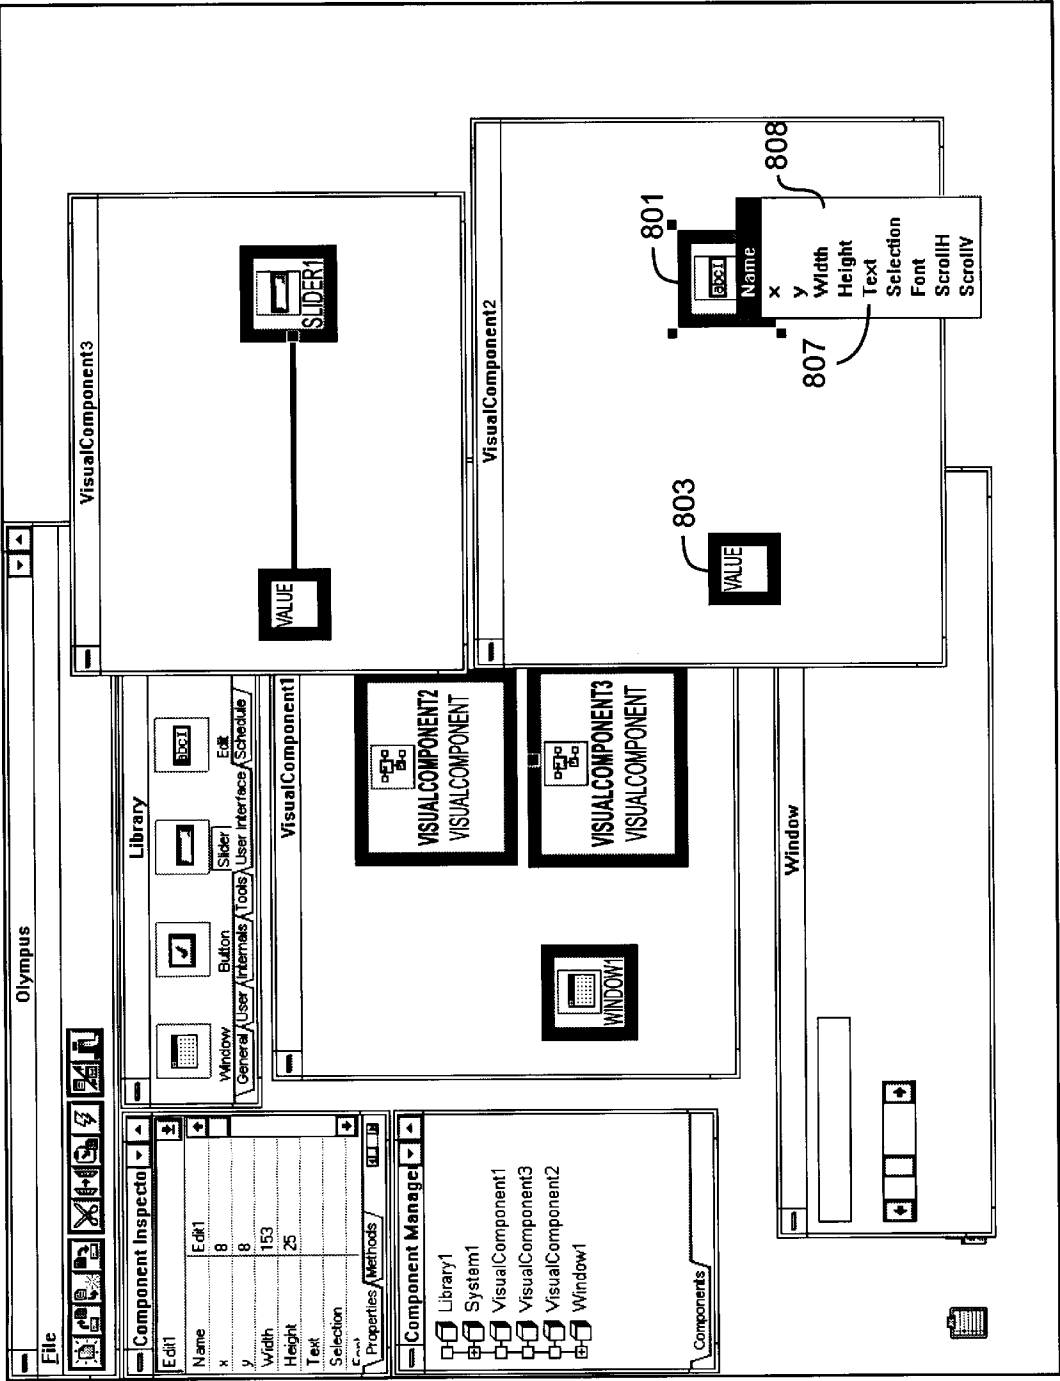 Olympus
File
Component Inspecto
Edit1
Name Edit1
x 8
y 8
Width 153
Height 25
Text
Selection
Properties Methods
Library
Window Button Slider Edit
General User Internals Tools User Interface Schedule
Component Manager
Library1
System1
VisualComponent1
VisualComponent3
VisualComponent2
Window1
Components
VisualComponent1
WINDOW1
VISUALCOMPONENT2
VISUALCOMPONENT
VISUALCOMPONENT3
VISUALCOMPONENT
VisualComponent3
VALUE
SLIDER1
VisualComponent2
803
VALUE
801
abcI
Name
x
y
Width
Height
Text
Selection
Font
ScrollH
ScrollV
807
808
Window